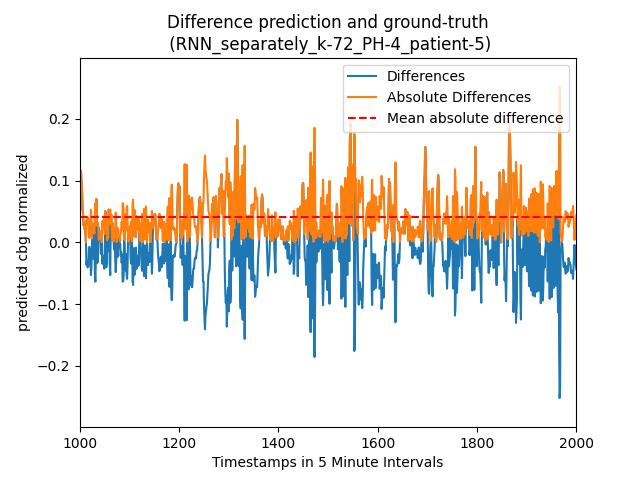 Difference prediction and ground-truth
(RNN_separately_k-72_PH-4_patient-5)
Differences
Absolute Differences
Mean absolute difference
predicted cbg normalized
0.2
0.1
0.0
−0.1
−0.2
1000 1200 1400 1600 1800 2000
Timestamps in 5 Minute Intervals